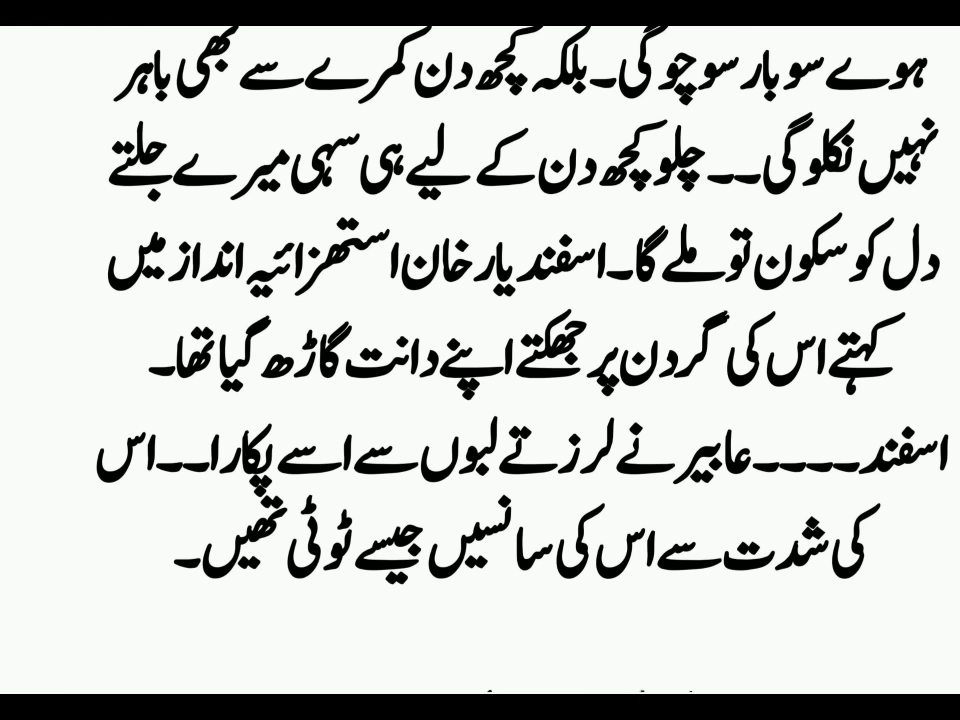 ہوے سو بار سوچو گی۔ بلکہ کچھ دن کمرے سے بھی باہر
نہیں نکلو گی ۔۔ چلو کچھ دن کے لیے ہی سہی میرے جلتے
دل کو سکون تو ملے گا۔ اسفند یار خان استھزائیہ انداز میں
کہتے اس کی گردن پر جھکتے اپنے دانت گاڑھ گیا تھا۔
اسفند ۔۔۔۔ عابیر نے لرزتے لبوں سے اسے پکارا ۔۔ اس
کی شدت سے اس کی سانسیں جیسے ٹوٹی تھیں۔